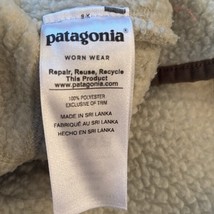 patagonia
WORN WEAR
Repair, Reuse, Recycle
This Product
www.patagonia.com
100% POLYESTER
EXCLUSIVE OF TRIM
MADE IN SRI LANKA
FABRIQUÉ AU SRI LANKA
HECHO EN SRI LANKA